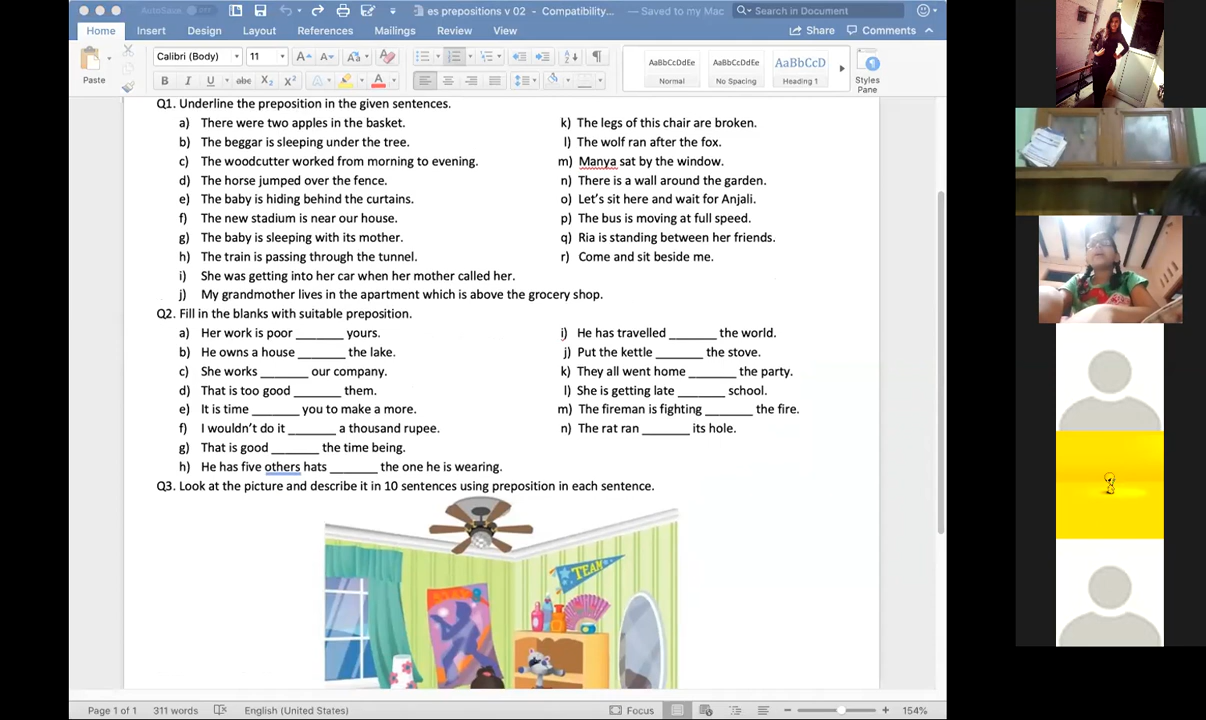 AutoSave OFF es prepositions v 02 - Compatibility... — Saved to my Mac Search in Document
Home Insert Draw Design Layout References Mailings Review View Share Comments
Paste Calibri (Body) 11 A A Aa A
B I U abc X2 X2 A A
AaBbCcDdEe AaBbCcDdEe AaBbCcD
Normal No Spacing Heading 1 Styles Pane
Q1. Underline the preposition in the given sentences.
a) There were two apples in the basket.
b) The beggar is sleeping under the tree.
c) The woodcutter worked from morning to evening.
d) The horse jumped over the fence.
e) The baby is hiding behind the curtains.
f) The new stadium is near our house.
g) The baby is sleeping with its mother.
h) The train is passing through the tunnel.
i) She was getting into her car when her mother called her.
j) My grandmother lives in the apartment which is above the grocery shop.
k) The legs of this chair are broken.
l) The wolf ran after the fox.
m) Manya sat by the window.
n) There is a wall around the garden.
o) Let's sit here and wait for Anjali.
p) The bus is moving at full speed.
q) Ria is standing between her friends.
r) Come and sit beside me.
Q2. Fill in the blanks with suitable preposition.
a) Her work is poor _______ yours.
b) He owns a house _______ the lake.
c) She works _______ our company.
d) That is too good _______ them.
e) It is time _______ you to make a more.
f) I wouldn't do it _______ a thousand rupee.
g) That is good _______ the time being.
h) He has five others hats _______ the one he is wearing.
i) He has travelled _______ the world.
j) Put the kettle _______ the stove.
k) They all went home _______ the party.
l) She is getting late _______ school.
m) The fireman is fighting _______ the fire.
n) The rat ran _______ its hole.
Q3. Look at the picture and describe it in 10 sentences using preposition in each sentence.
TEAM
Page 1 of 1 311 words English (United States) Focus 154%